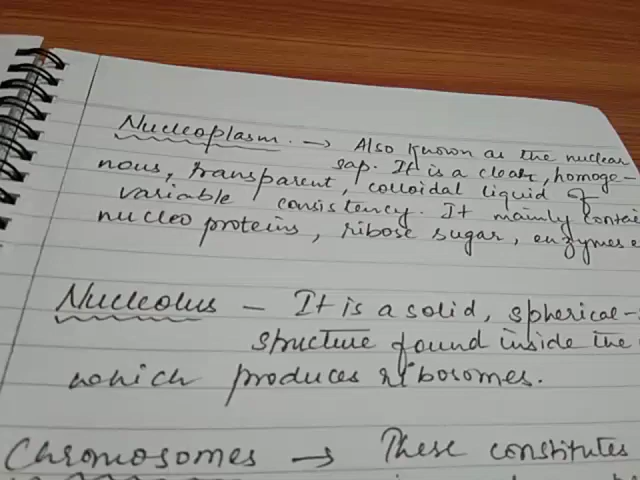 Nucleoplasm. → Also known as the nuclear
sap. It is a clear, homoge-
nous, transparent, colloidal liquid of
variable consistency. It mainly contai
nucleo proteins, ribose sugar, enzymes e
Nucleolus - It is a solid, spherical-s
structure found inside the
which produces ribosomes.
Chromosomes → These constitutes